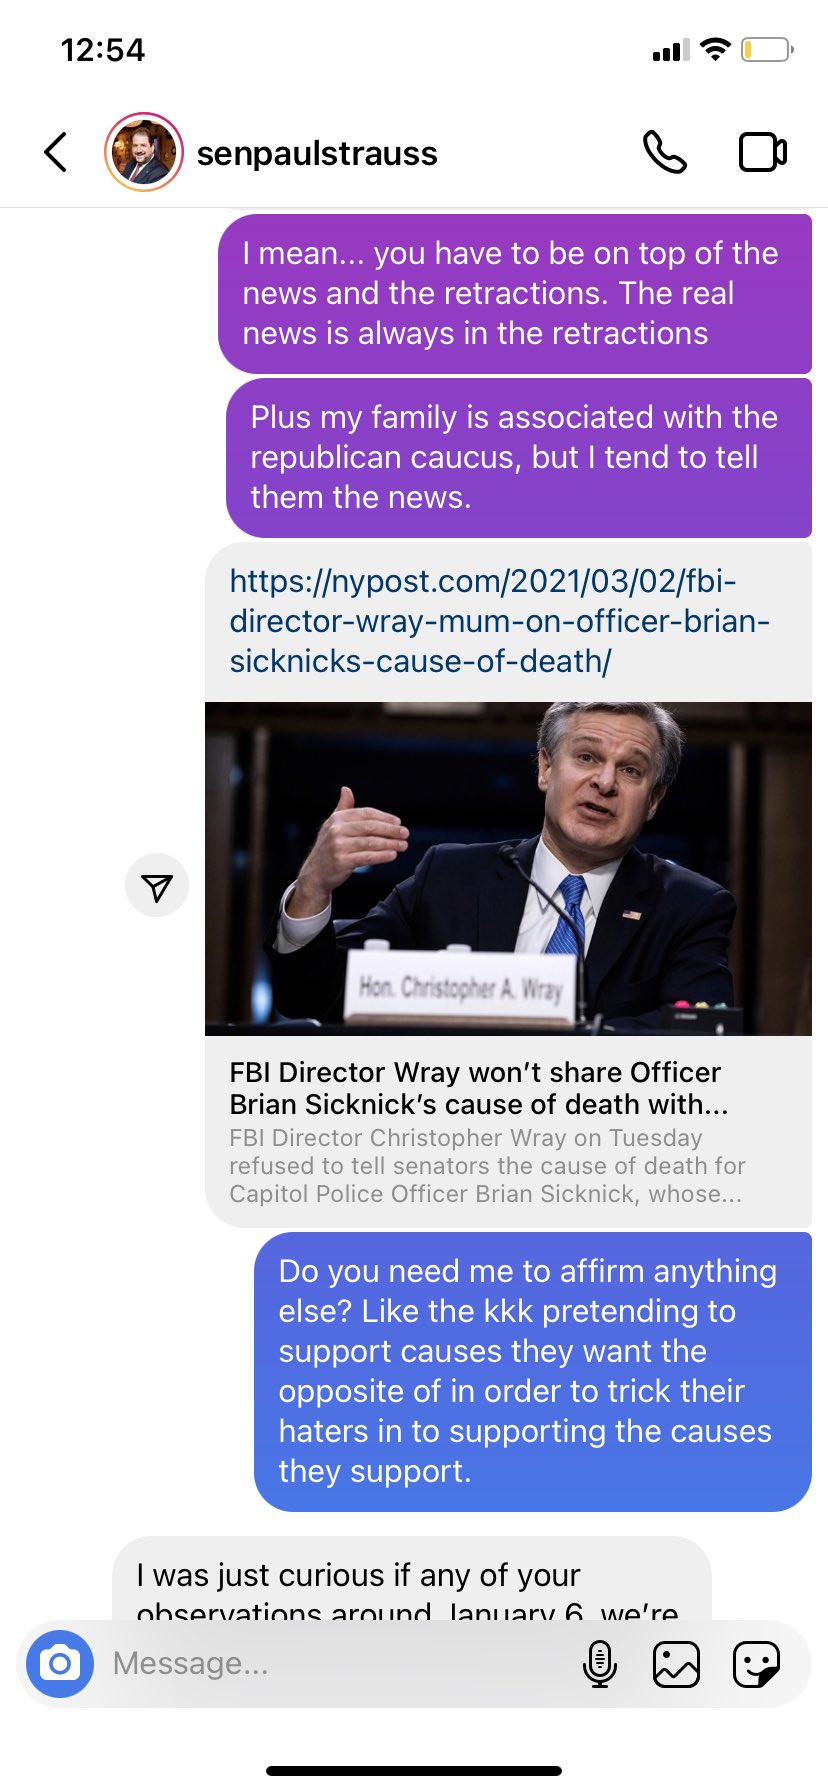 12:54
senpaulstrauss
I mean... you have to be on top of the
news and the retractions. The real
news is always in the retractions
Plus my family is associated with the
republican caucus, but I tend to tell
them the news.
https://nypost.com/2021/03/02/fbi-
director-wray-mum-on-officer-brian-
sicknicks-cause-of-death/
Hon. Christopher A. Wray
FBI Director Wray won't share Officer
Brian Sicknick's cause of death with...
FBI Director Christopher Wray on Tuesday
refused to tell senators the cause of death for
Capitol Police Officer Brian Sicknick, whose...
Do you need me to affirm anything
else? Like the kkk pretending to
support causes they want the
opposite of in order to trick their
haters in to supporting the causes
they support.
I was just curious if any of your
observations around January 6, we're
Message...